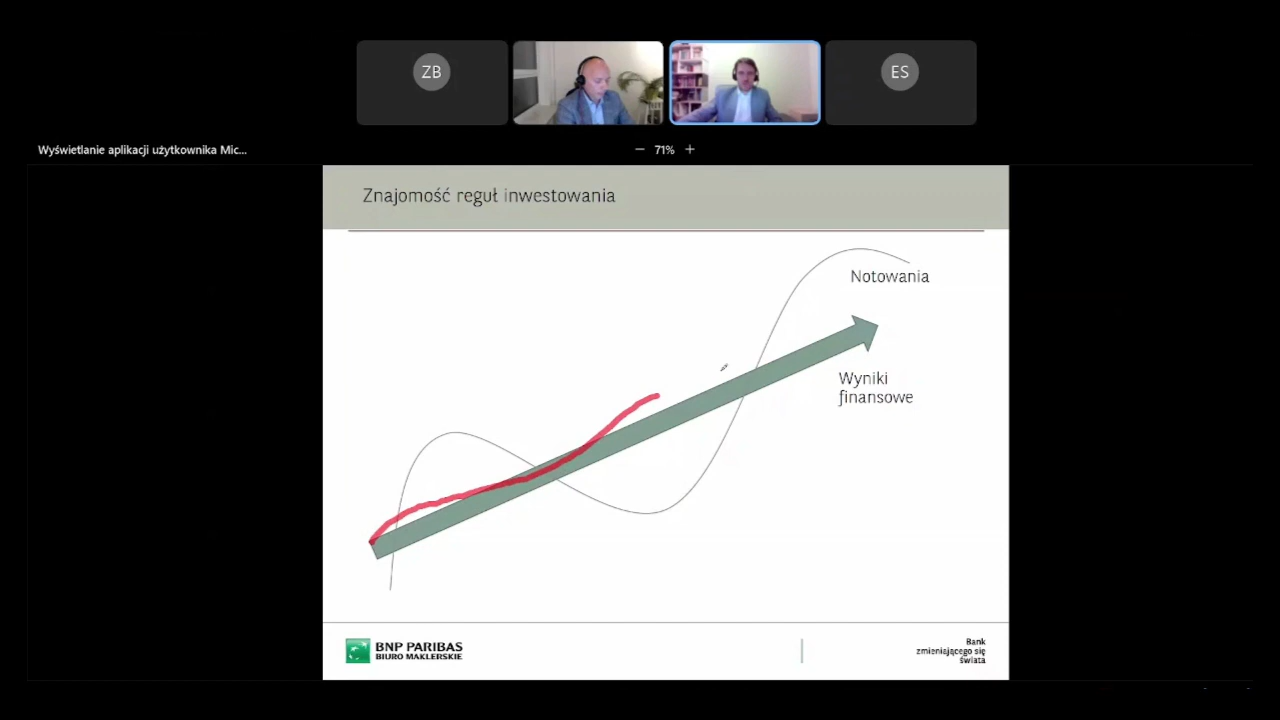 ZB
ES
Wyświetlanie aplikacji użytkownika Mic...
71%
Znajomość reguł inwestowania
Notowania
Wyniki
finansowe
BNP PARIBAS
BIURO MAKLERSKIE
Bank
zmieniającego się
świata